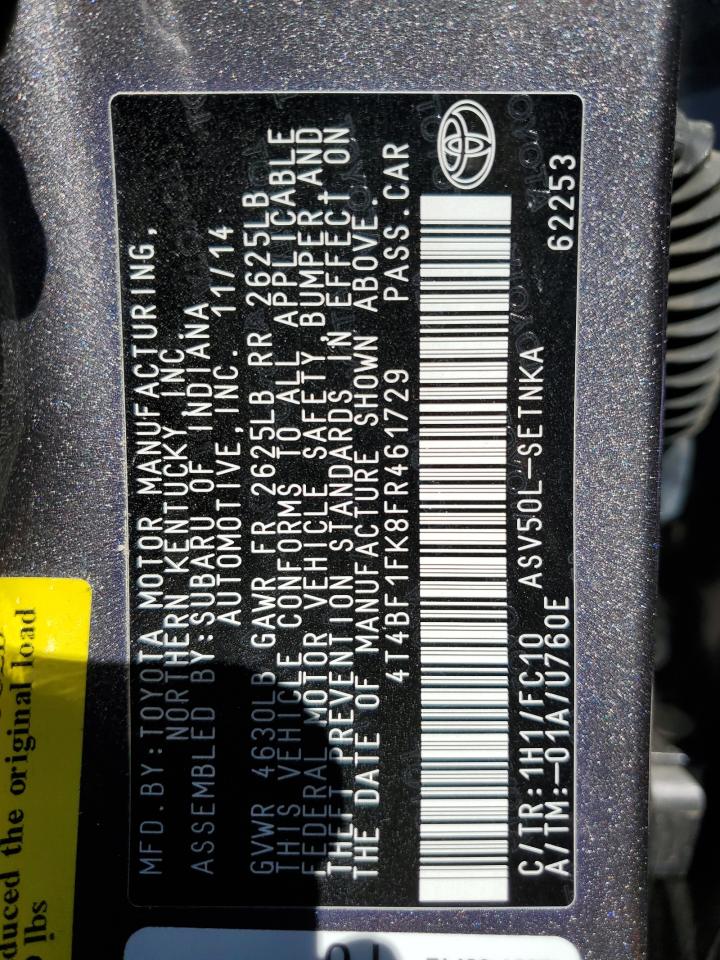 MFD.BY:TOYOTA MOTOR MANUFACTURING,
NORTHERN KENTUCKY INC.
ASSEMBLED BY:SUBARU OF INDIANA
AUTOMOTIVE,INC. 11/14
GVWR 4630LB GAWR FR 2625LB RR 2625LB
THIS VEHICLE CONFORMS TO ALL APPLICABLE
FEDERAL MOTOR VEHICLE SAFETY,BUMPER AND
THEFT PREVENTION STANDARDS IN EFFECT ON
THE DATE OF MANUFACTURE SHOWN ABOVE.
4T4BF1FK8FR461729 PASS.CAR
C/TR:1H1/FC10 ASV50L-SETNKA
A/TM:-01A/U760E 62253
duced the original load
lbs